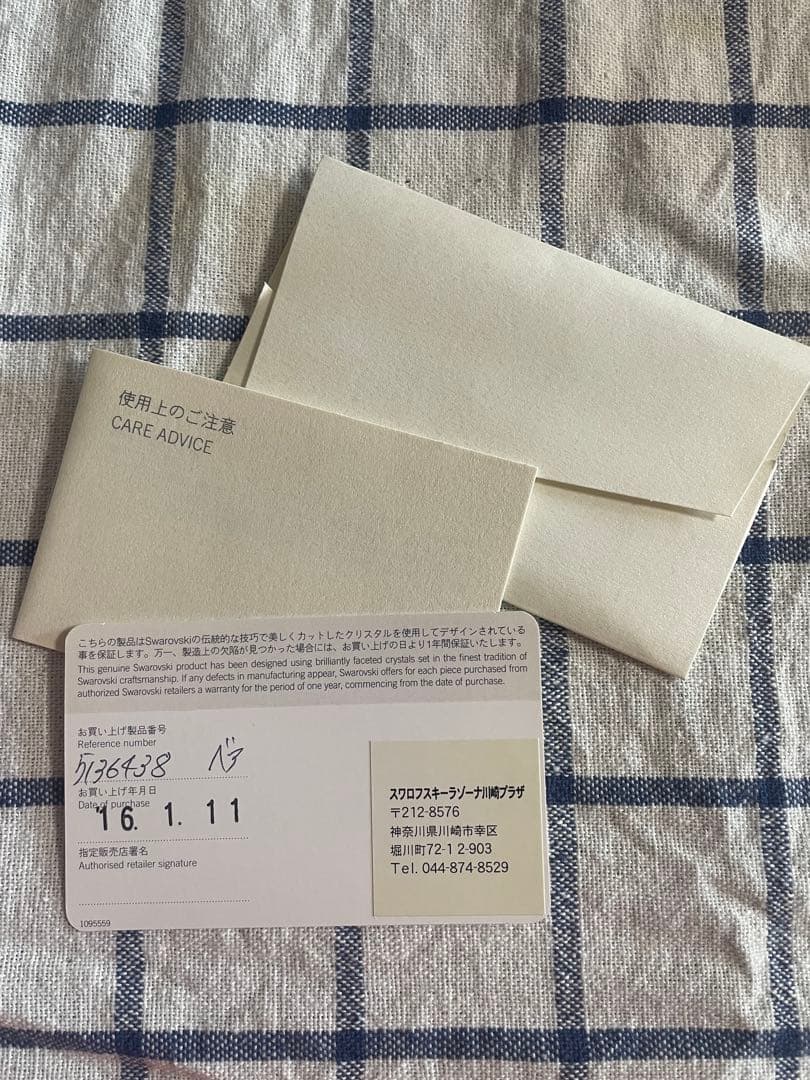 使用上のご注意
CARE ADVICE
こちらの製品はSwarovskiの伝統的な技巧で美しくカットしたクリスタルを使用してデザインされている
事を保証します。万一、製造上の欠陥が見つかった場合には、お買い上げの日より1年間保証いたします。
This genuine Swarovski product has been designed using brilliantly faceted crystals set in the finest tradition of
Swarovski craftsmanship. If any defects in manufacturing appear, Swarovski offers for each piece purchased from
authorized Swarovski retailers a warranty for the period of one year, commencing from the date of purchase.
お買い上げ製品番号
Reference number
5136438 ベア
お買い上げ年月日
Date of purchase
'16. 1. 11
指定販売店署名
Authorised retailer signature
1095559
スワロフスキーラゾーナ川崎プラザ
〒212-8576
神奈川県川崎市幸区
堀川町72-1 2-903
Tel. 044-874-8529